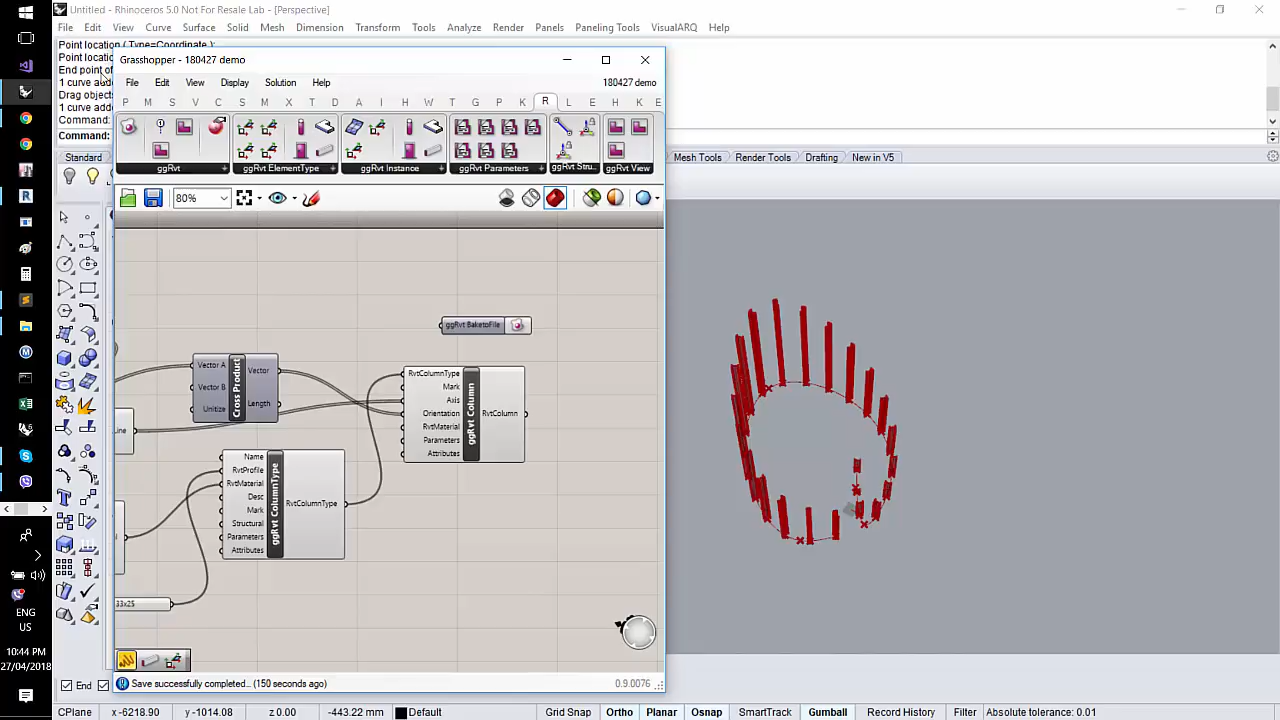 Untitled - Rhinoceros 5.0 Not For Resale Lab - [Perspective]
File Edit View Curve Surface Solid Mesh Dimension Transform Tools Analyze Render Panels Paneling Tools VisualARQ Help
Point location ( Type=Coordinate ):
Point locatio
End point of
1 curve add
Drag objects
1 curve adde
Command:
Command:
Standard Mesh Tools Render Tools Drafting New in V5
Grasshopper - 180427 demo
File Edit View Display Solution Help 180427 demo
P M S V C S M X T D A I H W T G P K R L E H K E
ggRvt ggRvt ElementType ggRvt Instance ggRvt Parameters ggRvt Stru... ggRvt View
80%
ggRvt BaketoFile
Vector A
Vector B
Unitize
Cross Product
Vector
Length
Line
RvtColumnType
Mark
Axis
Orientation
RvtMaterial
Parameters
Attributes
ggRvt Column
RvtColumn
Name
RvtProfile
RvtMaterial
Desc
Mark
Structural
Parameters
Attributes
ggRvt ColumnType
RvtColumnType
33x25
Save successfully completed... (150 seconds ago) 0.9.0076
ENG
US
10:44 PM
27/04/2018
End
CPlane x -6218.90 y -1014.08 z 0.00 -443.22 mm Default Grid Snap Ortho Planar Osnap SmartTrack Gumball Record History Filter Absolute tolerance: 0.01